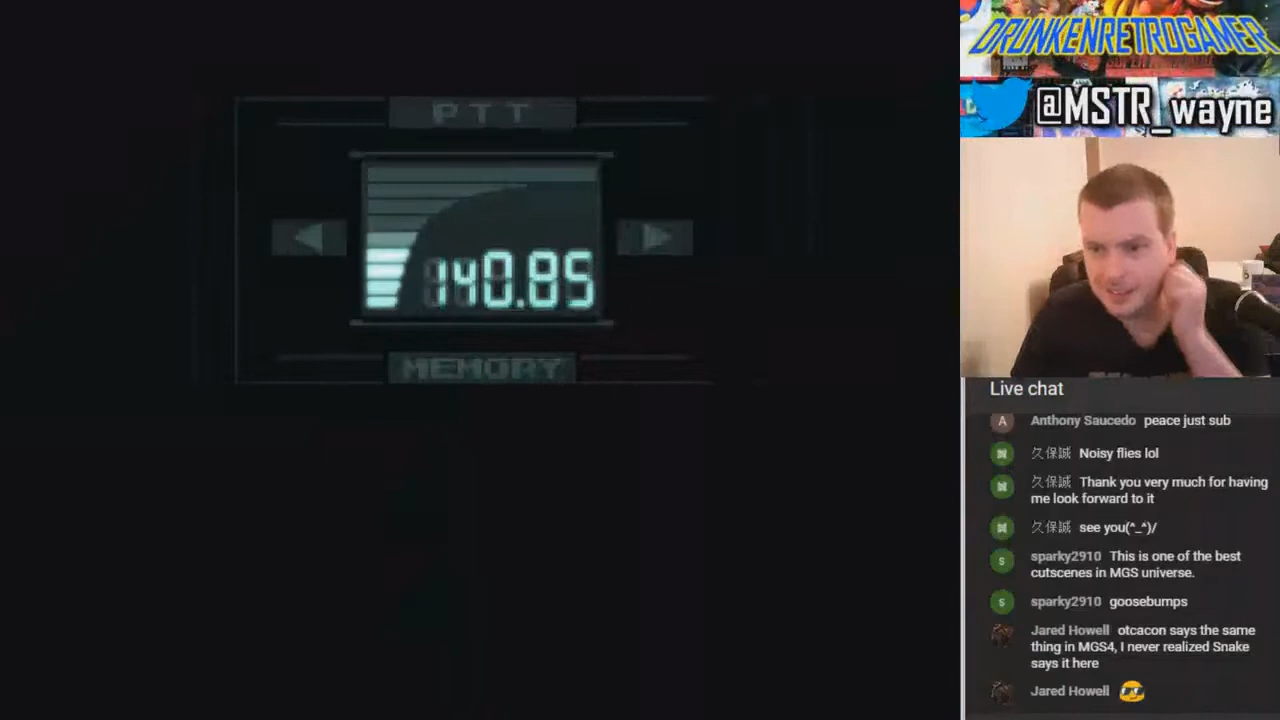 PTT
140.85
MEMORY
DRUNKENRETROGAMER
@MSTR_wayne
Live chat
A Anthony Saucedo peace just sub
久保誠 Noisy flies lol
久保誠 Thank you very much for having
me look forward to it
久保誠 see you(^_^)/
s sparky2910 This is one of the best
cutscenes in MGS universe.
s sparky2910 goosebumps
Jared Howell otcacon says the same
thing in MGS4, I never realized Snake
says it here
Jared Howell